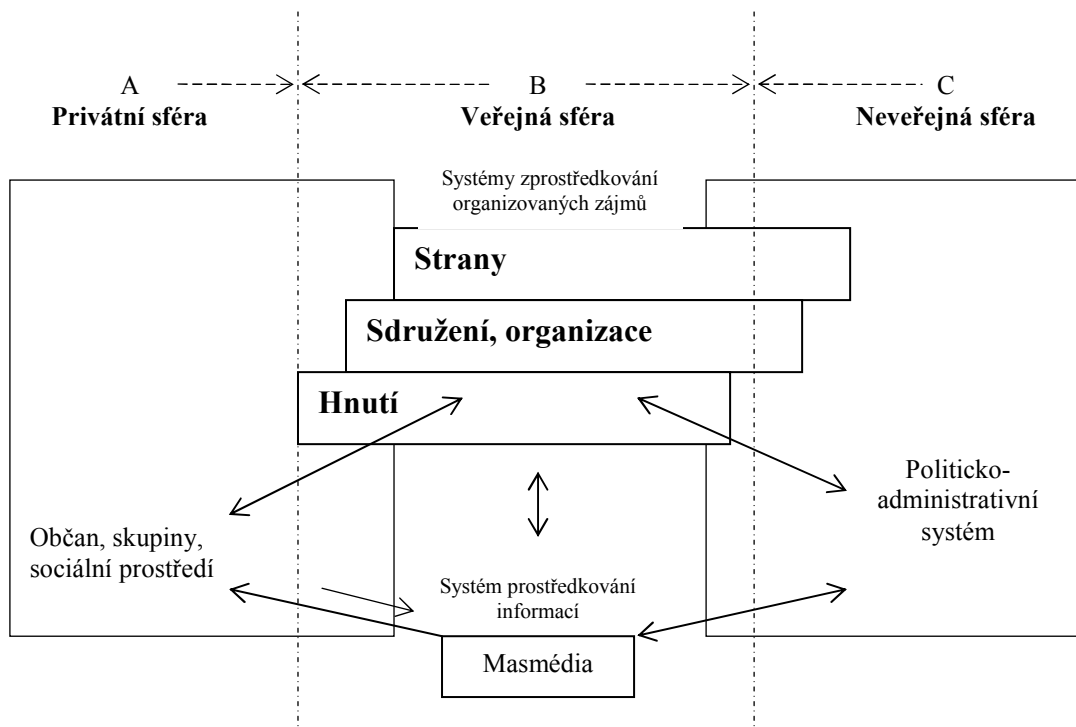 A
Privátní sféra
B
Veřejná sféra
C
Neveřejná sféra
Systémy zprostředkování
organizovaných zájmů
Strany
Sdružení, organizace
Hnutí
Politicko-
administrativní
systém
Občan, skupiny,
sociální prostředí
Systém prostředkování
informací
Masmédia